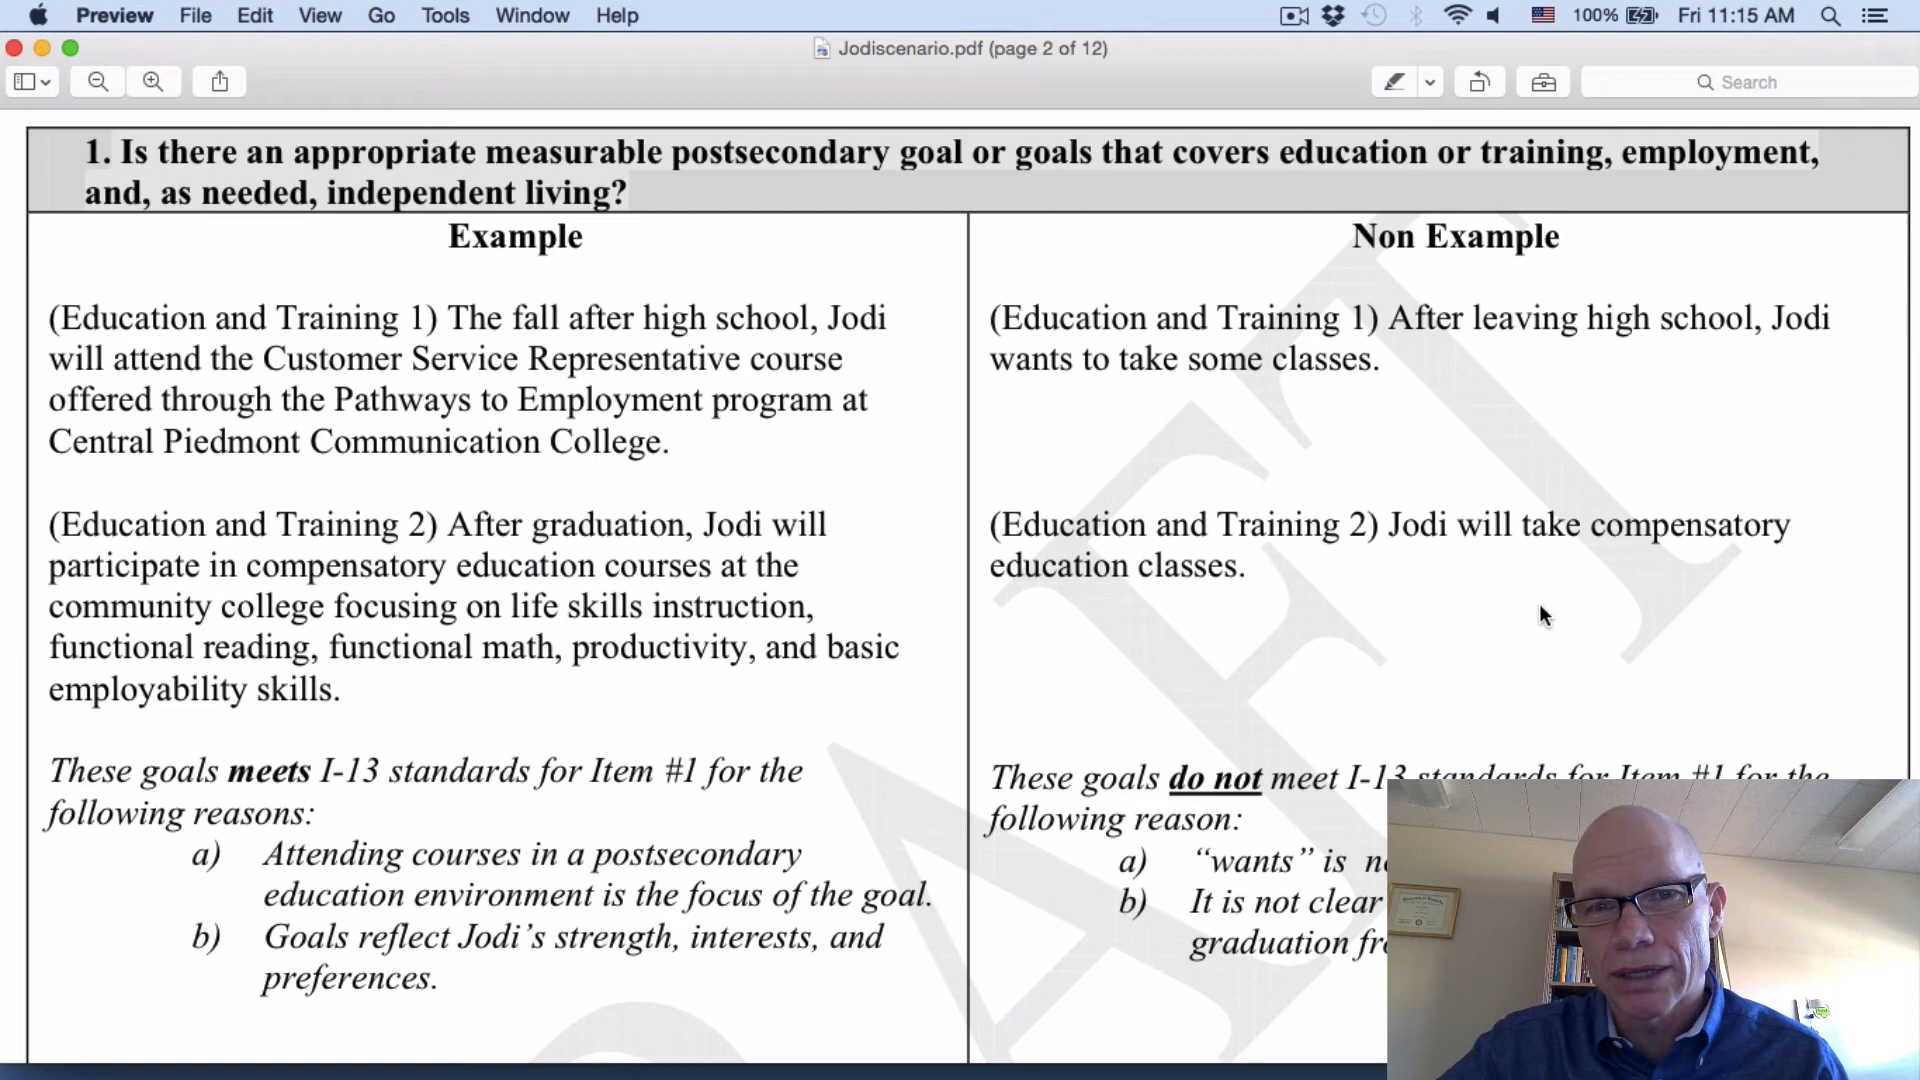 Preview File Edit View Go Tools Window Help 100% Fri 11:15 AM
Jodiscenario.pdf (page 2 of 12)
Search
1. Is there an appropriate measurable postsecondary goal or goals that covers education or training, employment,
and, as needed, independent living?
Example
(Education and Training 1) The fall after high school, Jodi
will attend the Customer Service Representative course
offered through the Pathways to Employment program at
Central Piedmont Communication College.
(Education and Training 2) After graduation, Jodi will
participate in compensatory education courses at the
community college focusing on life skills instruction,
functional reading, functional math, productivity, and basic
employability skills.
These goals meets I-13 standards for Item #1 for the
following reasons:
a) Attending courses in a postsecondary
education environment is the focus of the goal.
b) Goals reflect Jodi's strength, interests, and
preferences.
Non Example
(Education and Training 1) After leaving high school, Jodi
wants to take some classes.
(Education and Training 2) Jodi will take compensatory
education classes.
These goals do not meet I-13 standards for Item #1 for the
following reason:
a) “wants” is
b) It is not clear
graduation